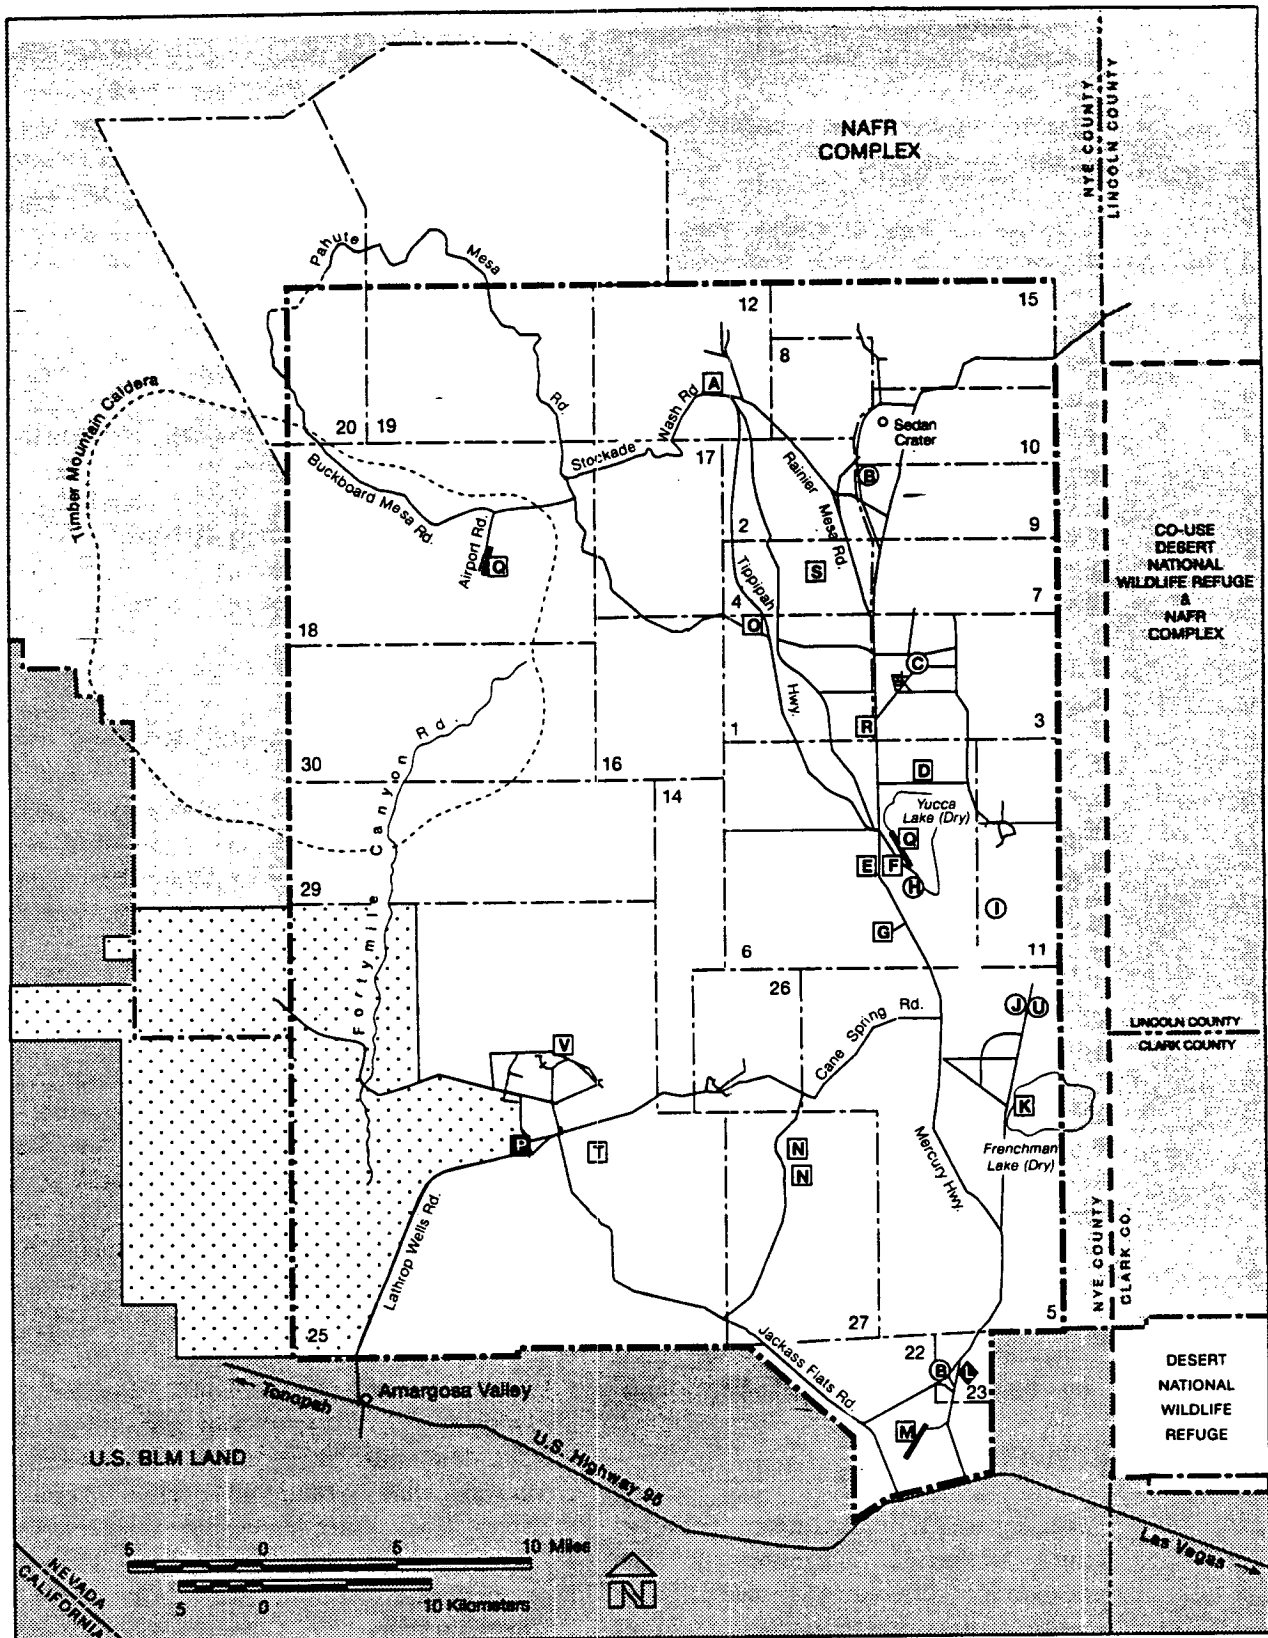 NAFR
COMPLEX
NYE COUNTY
LINCOLN COUNTY
Pahute
Mesa
Rd.
12
15
8
A
Timber Mountain Caldera
20
19
Stockade
Wash Rd
Sedan
Crater
17
10
Buckboard Mesa Rd.
Rainier
Mesa Rd.
B
2
9
Airport Rd.
Q
Tippipah
Hwy.
S
CO-USE
DESERT
NATIONAL
WILDLIFE REFUGE
&
NAFR
COMPLEX
4
7
18
O
C
R
1
3
Fortymile Canyon Rd.
30
16
14
D
Yucca
Lake (Dry)
Q
E
F
H
29
I
G
6
11
26
J
U
Cane Spring
Rd.
LINCOLN COUNTY
CLARK COUNTY
V
K
P
T
N
N
Mercury Hwy.
Frenchman
Lake (Dry)
Lathrop Wells Rd.
NYE COUNTY
CLARK CO.
25
27
5
Jackass Flats Rd.
22
B
L
23
DESERT
NATIONAL
WILDLIFE
REFUGE
Tonopah
Amargosa Valley
M
U.S. BLM LAND
U.S. Highway 95
5
0
5
10 Miles
5
0
10 Kilometers
N
Las Vegas
NEVADA
CALIFORNIA